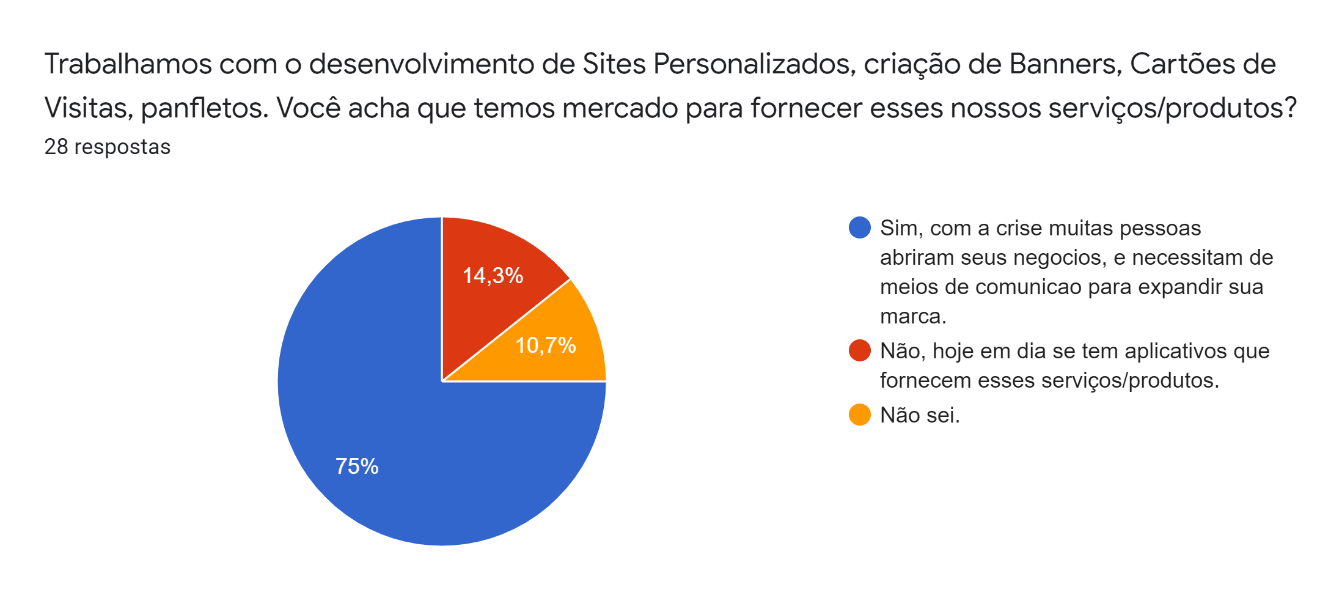 Trabalhamos com o desenvolvimento de Sites Personalizados, criação de Banners, Cartões de
Visitas, panfletos. Você acha que temos mercado para fornecer esses nossos serviços/produtos?
28 respostas
14,3%
10,7%
75%
Sim, com a crise muitas pessoas
abriram seus negocios, e necessitam de
meios de comunicao para expandir sua
marca.
Não, hoje em dia se tem aplicativos que
fornecem esses serviços/produtos.
Não sei.